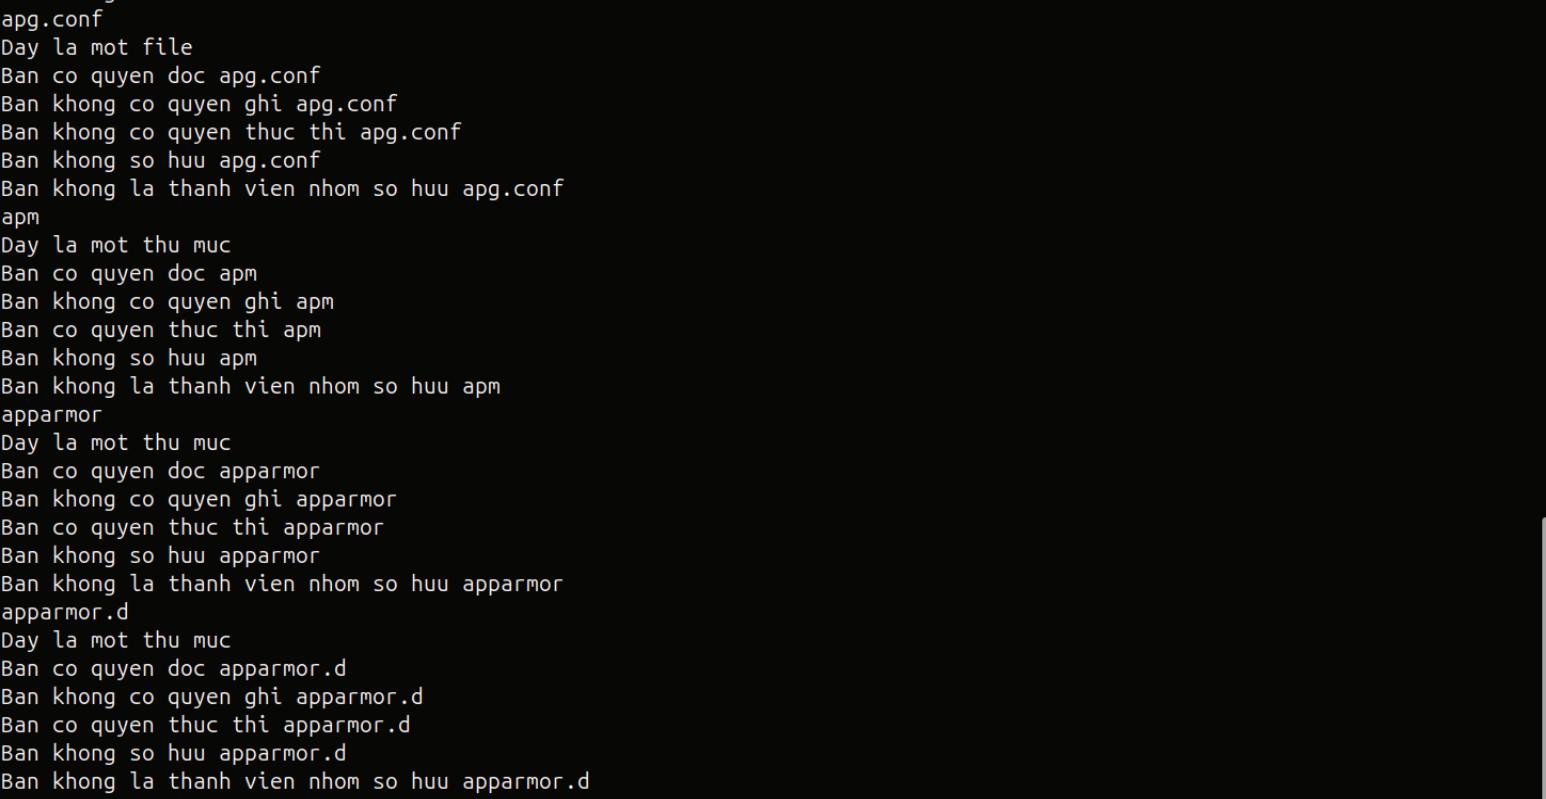 apg.conf
Day la mot file
Ban co quyen doc apg.conf
Ban khong co quyen ghi apg.conf
Ban khong co quyen thuc thi apg.conf
Ban khong so huu apg.conf
Ban khong la thanh vien nhom so huu apg.conf
apm
Day la mot thu muc
Ban co quyen doc apm
Ban khong co quyen ghi apm
Ban co quyen thuc thi apm
Ban khong so huu apm
Ban khong la thanh vien nhom so huu apm
apparmor
Day la mot thu muc
Ban co quyen doc apparmor
Ban khong co quyen ghi apparmor
Ban co quyen thuc thi apparmor
Ban khong so huu apparmor
Ban khong la thanh vien nhom so huu apparmor
apparmor.d
Day la mot thu muc
Ban co quyen doc apparmor.d
Ban khong co quyen ghi apparmor.d
Ban co quyen thuc thi apparmor.d
Ban khong so huu apparmor.d
Ban khong la thanh vien nhom so huu apparmor.d